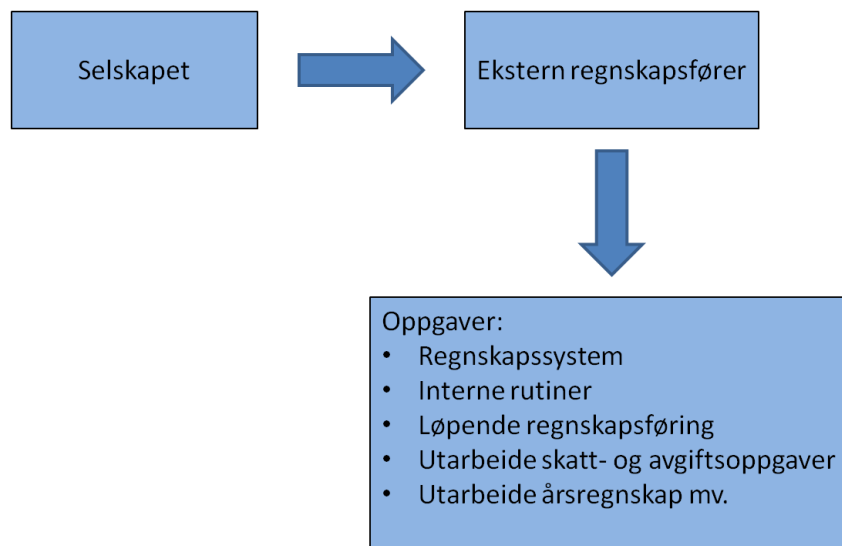 Selskapet
Ekstern regnskapsfører
Oppgaver:
• Regnskapssystem
• Interne rutiner
• Løpende regnskapsføring
• Utarbeide skatt- og avgiftsoppgaver
• Utarbeide årsregnskap mv.